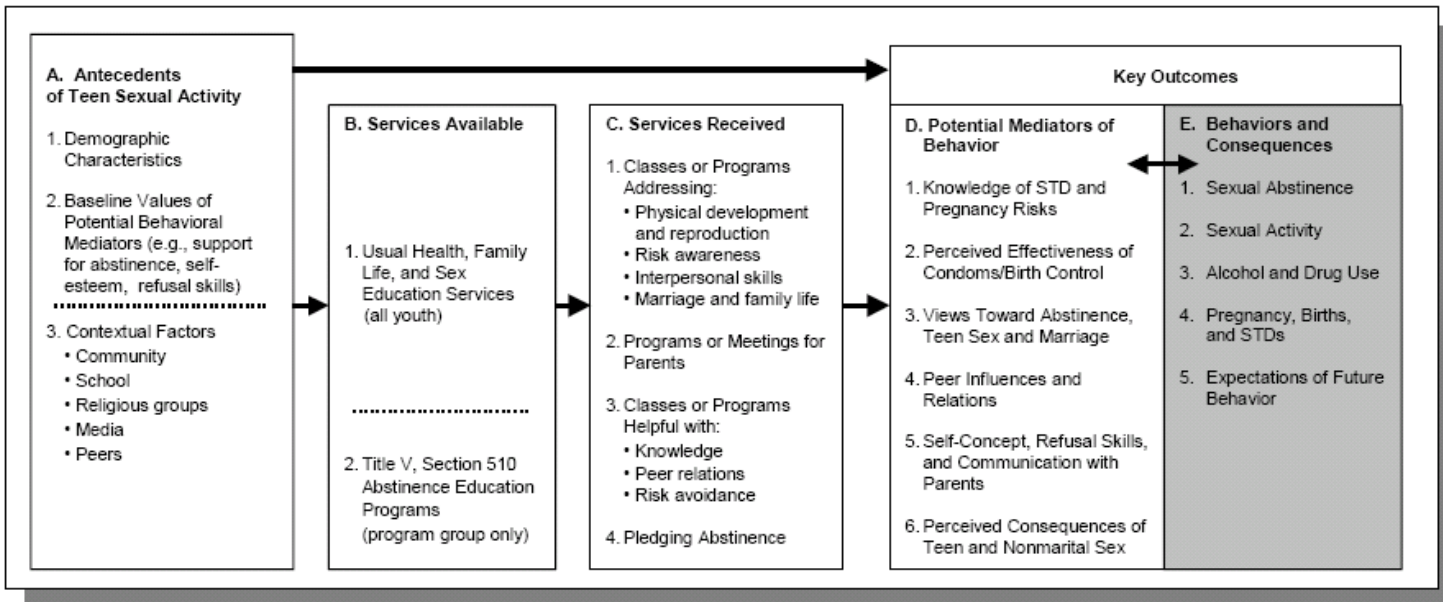 A. Antecedents
of Teen Sexual Activity
1. Demographic
Characteristics
2. Baseline Values of
Potential Behavioral
Mediators (e.g., support
for abstinence, self-
esteem, refusal skills)
3. Contextual Factors
• Community
• School
• Religious groups
• Media
• Peers
B. Services Available
1. Usual Health, Family
Life, and Sex
Education Services
(all youth)
2. Title V, Section 510
Abstinence Education
Programs
(program group only)
C. Services Received
1. Classes or Programs
Addressing:
• Physical development
and reproduction
• Risk awareness
• Interpersonal skills
• Marriage and family life
2. Programs or Meetings for
Parents
3. Classes or Programs
Helpful with:
• Knowledge
• Peer relations
• Risk avoidance
4. Pledging Abstinence
Key Outcomes
D. Potential Mediators of
Behavior
1. Knowledge of STD and
Pregnancy Risks
2. Perceived Effectiveness of
Condoms/Birth Control
3. Views Toward Abstinence,
Teen Sex and Marriage
4. Peer Influences and
Relations
5. Self-Concept, Refusal Skills,
and Communication with
Parents
6. Perceived Consequences of
Teen and Nonmarital Sex
E. Behaviors and
Consequences
1. Sexual Abstinence
2. Sexual Activity
3. Alcohol and Drug Use
4. Pregnancy, Births,
and STDs
5. Expectations of Future
Behavior